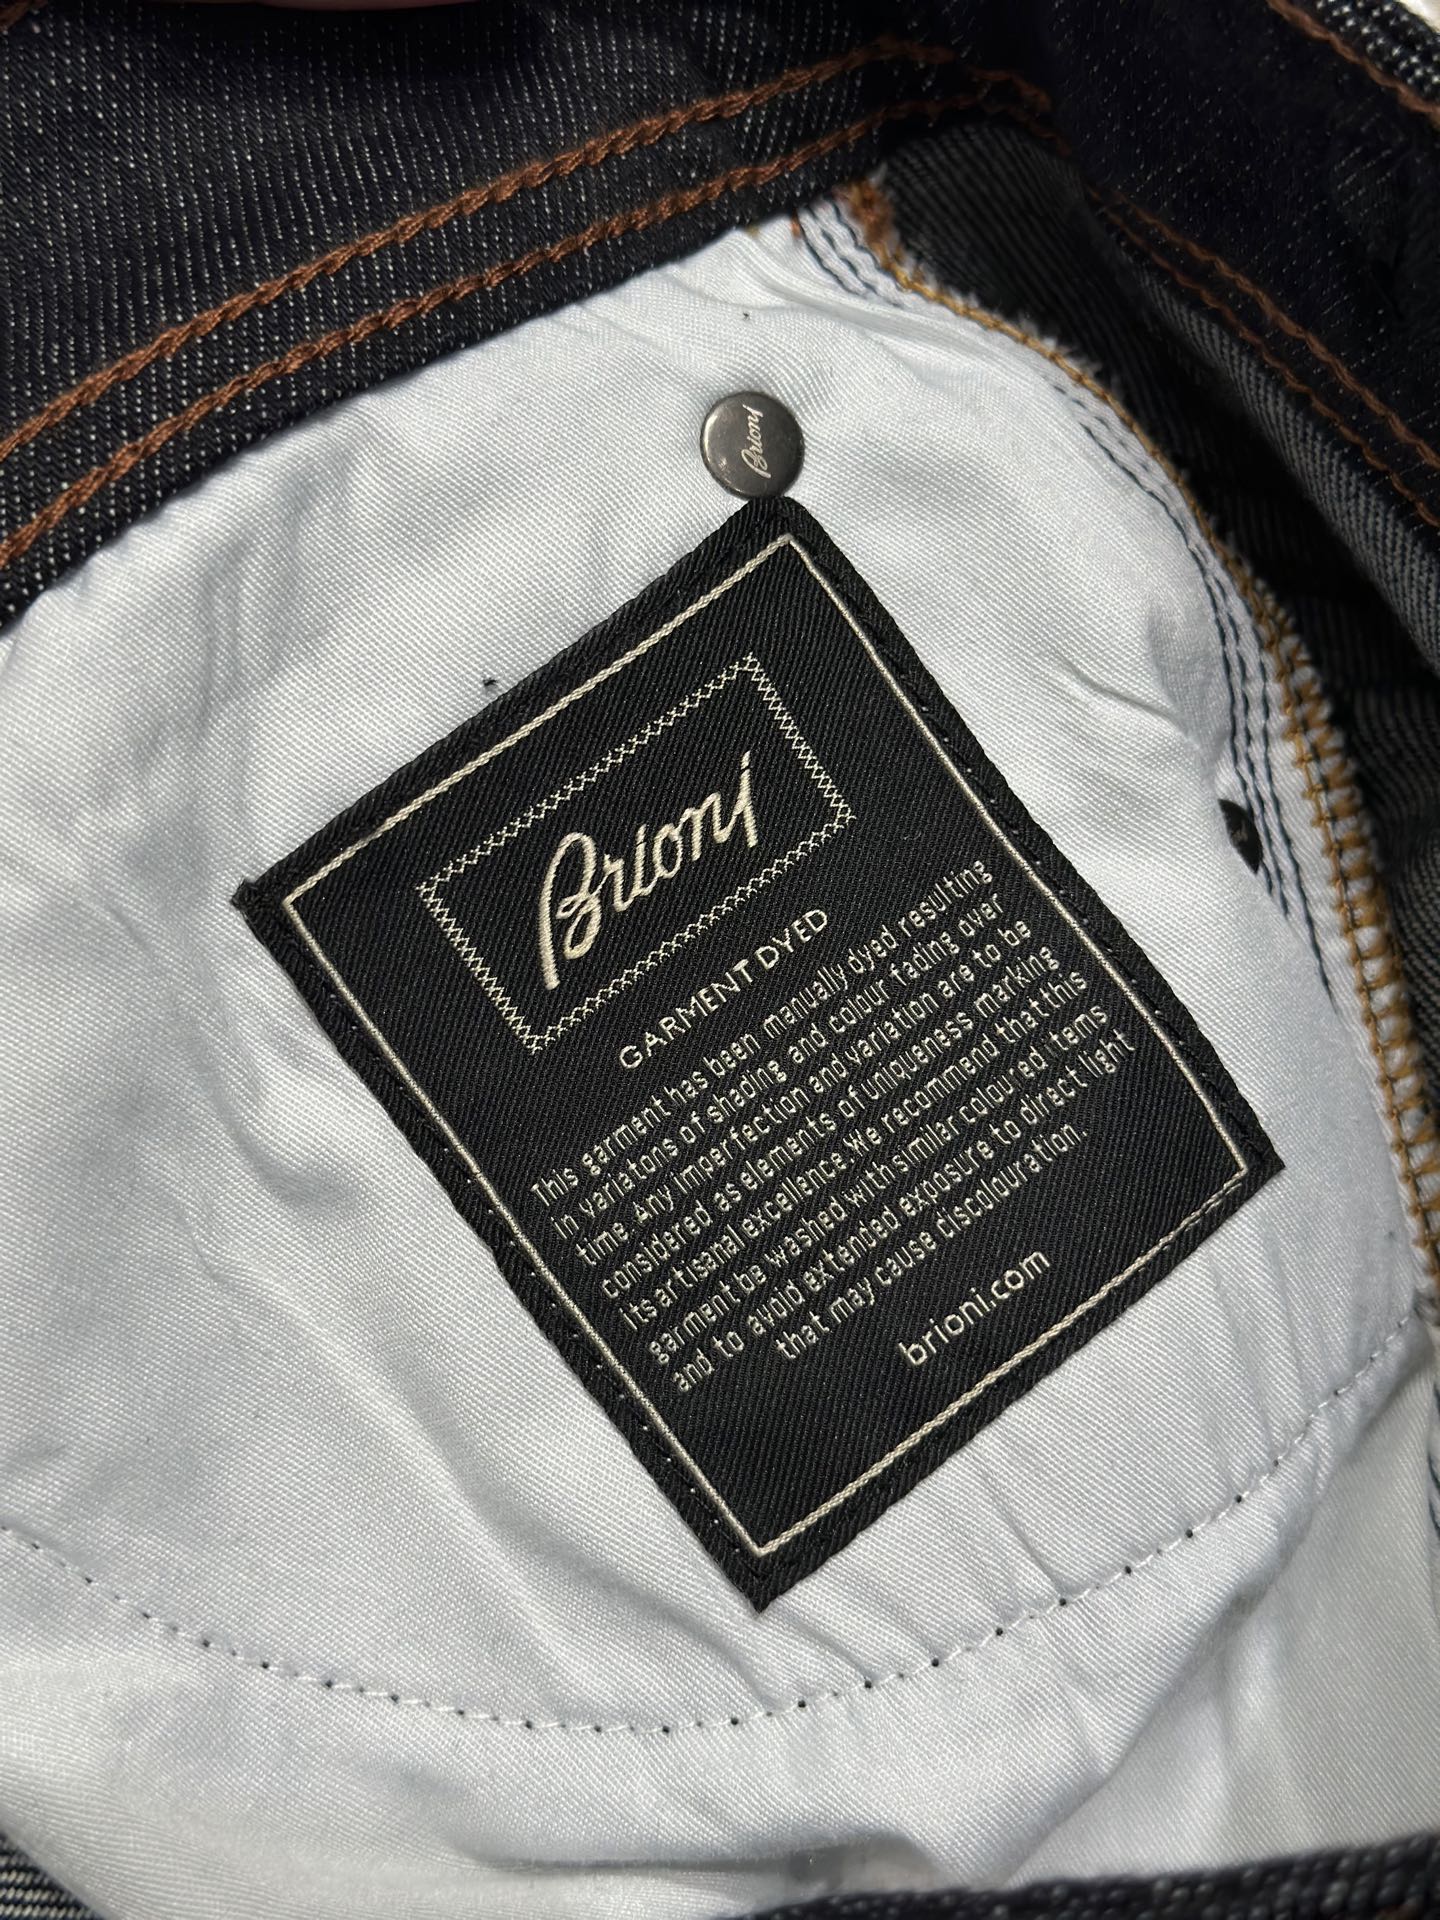 Brioni
Brioni
GARMENT DYED
This garment has been manually dyed resulting
in variatons of shading and colour fading over
time. Any imperfection and variation are to be
considered as elements of uniqueness marking
its artisanal excellence. We recommend that this
garment be washed with similar coloured items
and to avoid extended exposure to direct light
that may cause discolouration.
brioni.com